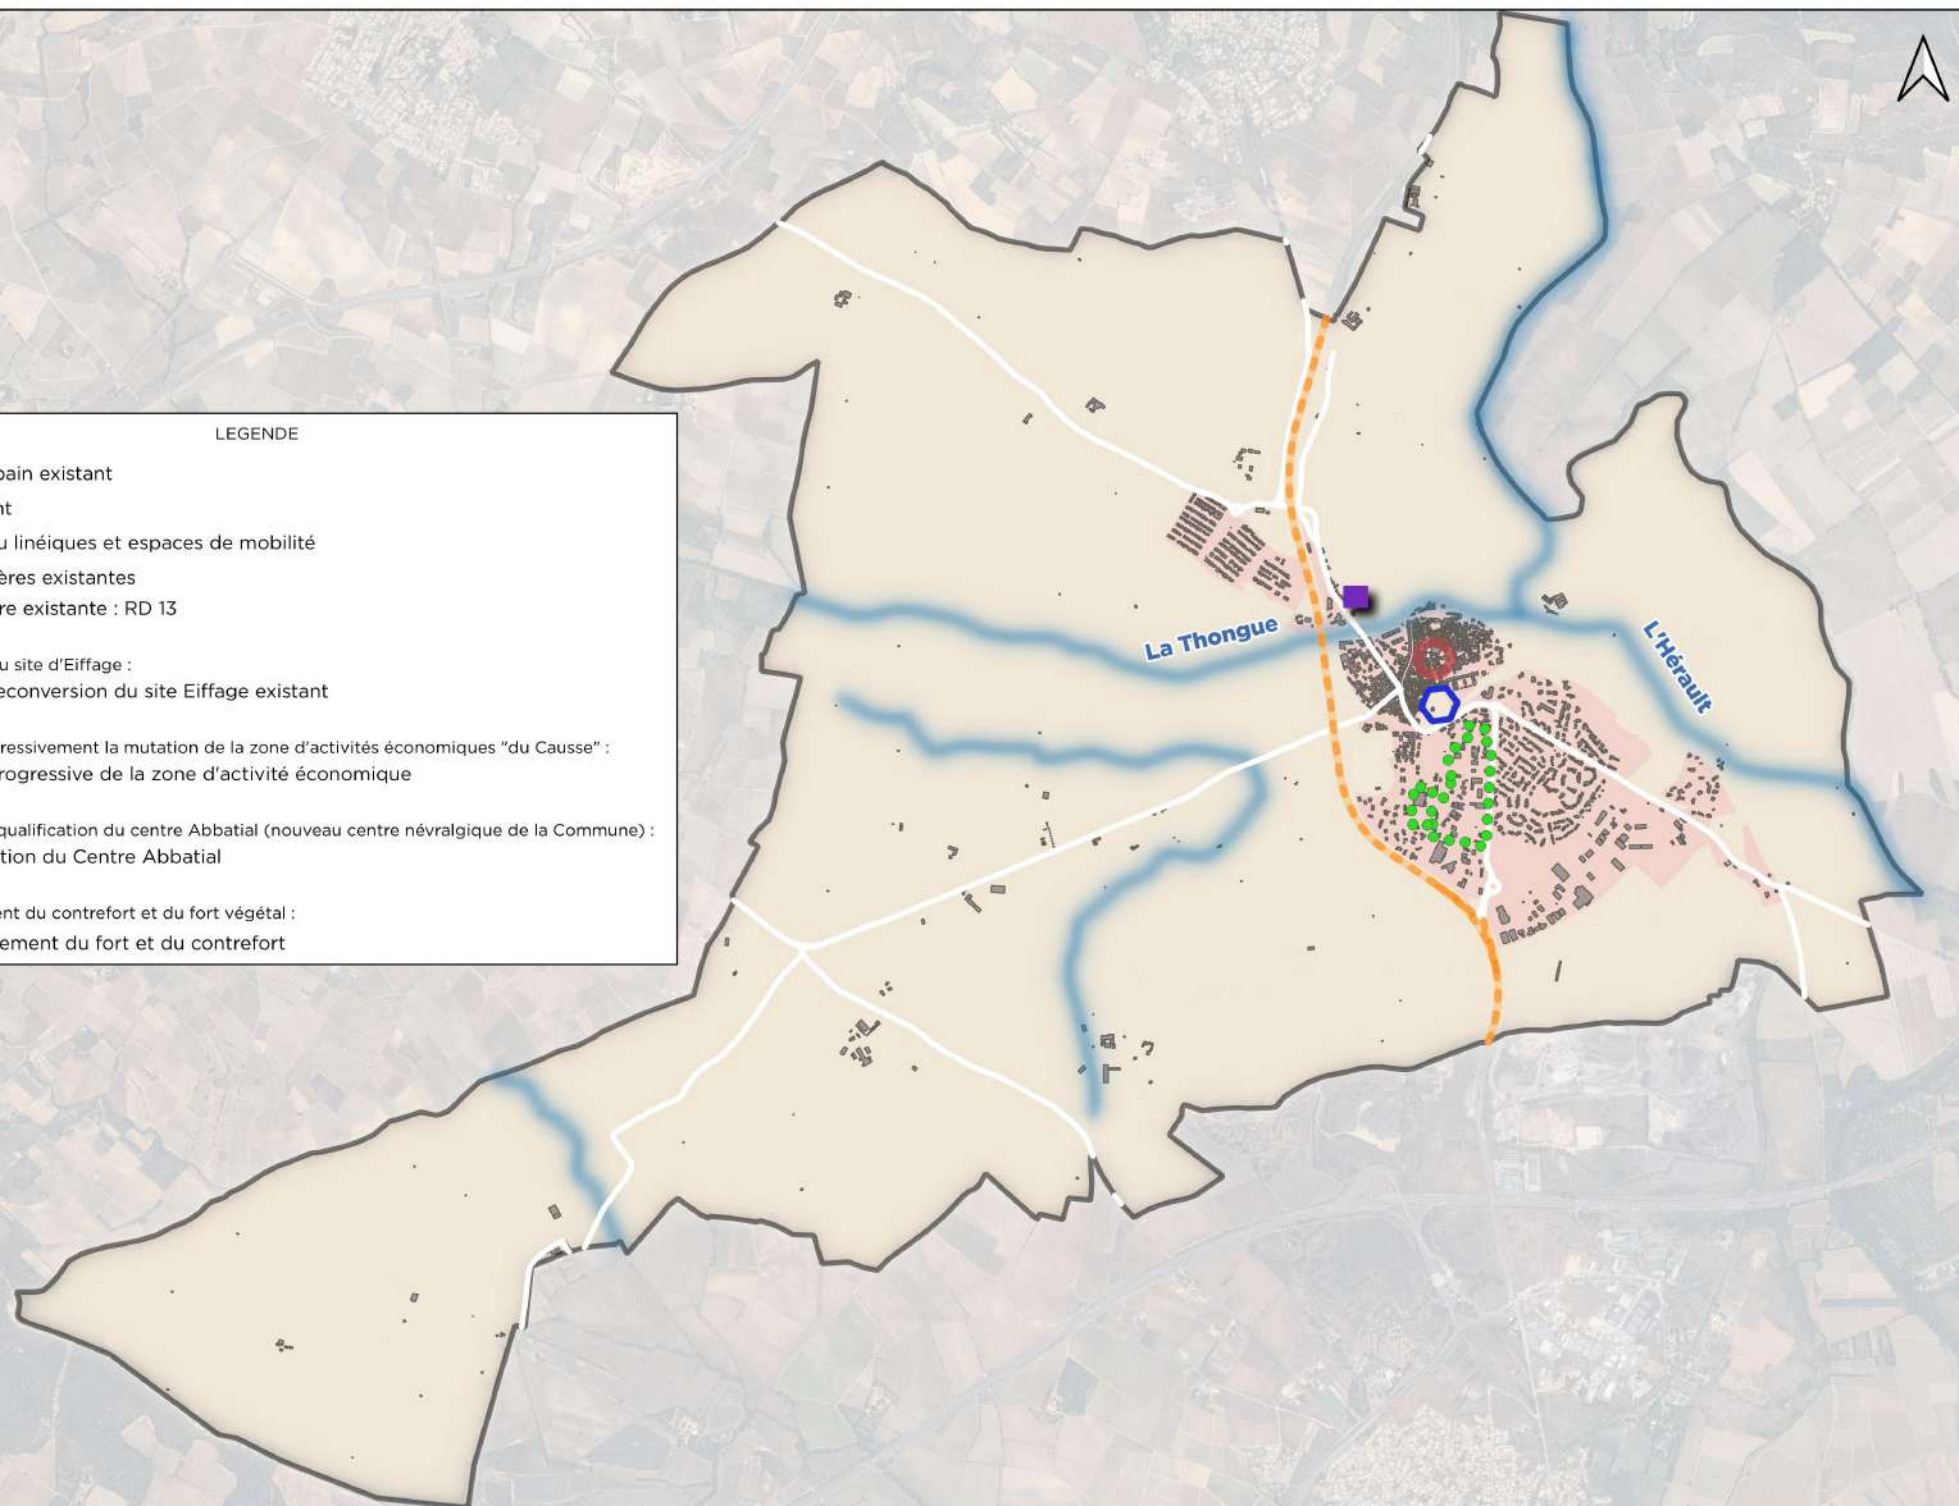 LEGENDE
bain existant
nt
u linéiques et espaces de mobilité
ères existantes
re existante : RD 13
u site d'Eiffage :
econversion du site Eiffage existant
ressivement la mutation de la zone d'activités économiques "du Causse" :
rogressive de la zone d'activité économique
qualification du centre Abbatial (nouveau centre névralgique de la Commune) :
tion du Centre Abbatial
ent du contrefort et du fort végétal :
ement du fort et du contrefort
La Thongue
L'Hérault